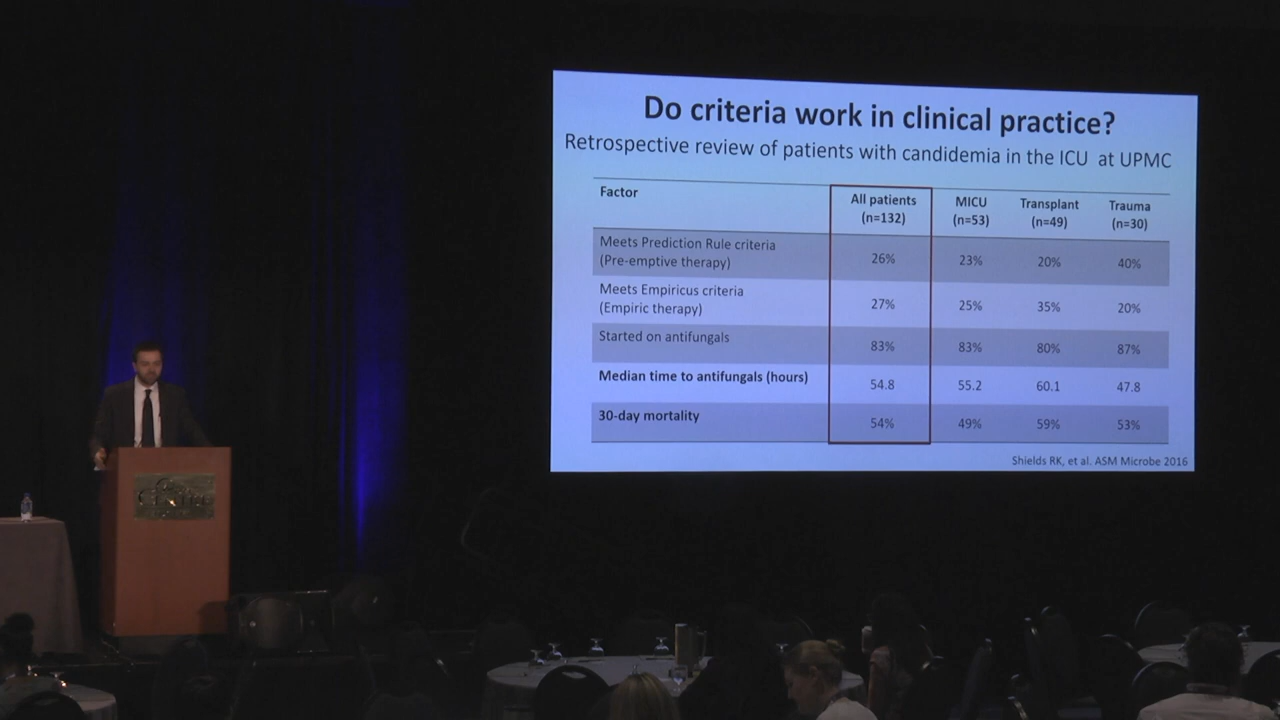 Do criteria work in clinical practice?
Retrospective review of patients with candidemia in the ICU at UPMC
Factor All patients (n=132) MICU (n=53) Transplant (n=49) Trauma (n=30)
Meets Prediction Rule criteria (Pre-emptive therapy) 26% 23% 20% 40%
Meets Empiricus criteria (Empiric therapy) 27% 25% 35% 20%
Started on antifungals 83% 83% 80% 87%
Median time to antifungals (hours) 54.8 55.2 60.1 47.8
30-day mortality 54% 49% 59% 53%
Shields RK, et al. ASM Microbe 2016